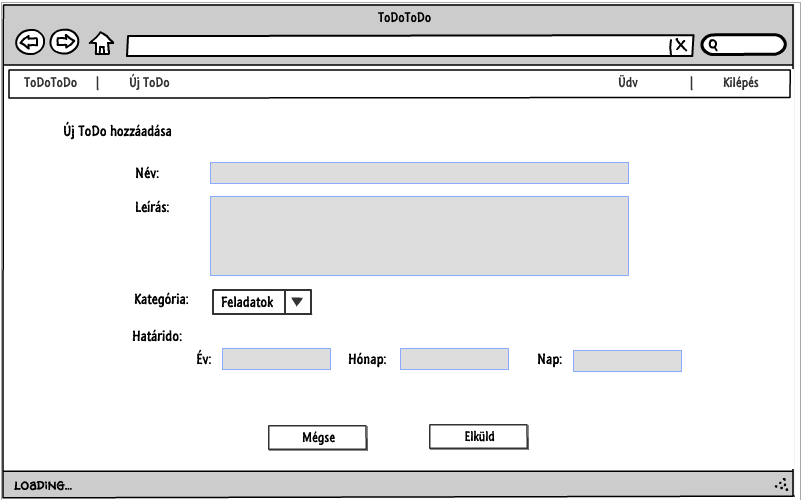 ToDoToDo
ToDoToDo | Új ToDo Üdv | Kilépés
Új ToDo hozzáadása
Név:
Leírás:
Kategória: Feladatok
Határido:
Év: Hónap: Nap:
Mégse Elküld
LOADING...